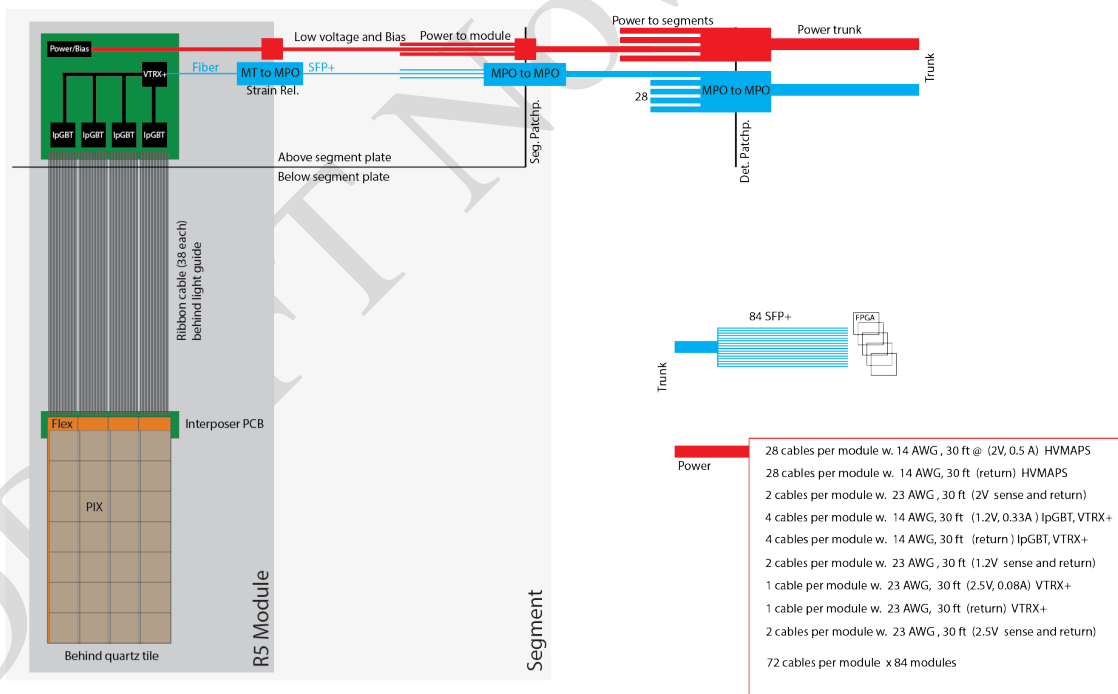 Power to segments
Power trunk
Low voltage and Bias
Power to module
Power/Bias
VTRX+
Fiber
MT to MPO
SFP+
MPO to MPO
MPO to MPO
Trunk
Strain Rel.
28
IpGBT
IpGBT
IpGBT
IpGBT
Seg. Patchp.
Det. Patchp.
Above segment plate
Below segment plate
Ribbon cable (38 each)
behind light guide
84 SFP+
FPGA
Trunk
Flex
Interposer PCB
PIX
Behind quartz tile
R5 Module
Segment
Power
28 cables per module w. 14 AWG , 30 ft @ (2V, 0.5 A) HVMAPS
28 cables per module w. 14 AWG, 30 ft (return) HVMAPS
2 cables per module w. 23 AWG , 30 ft (2V sense and return)
4 cables per module w. 14 AWG, 30 ft (1.2V, 0.33A ) IpGBT, VTRX+
4 cables per module w. 14 AWG, 30 ft (return ) IpGBT, VTRX+
2 cables per module w. 23 AWG , 30 ft (1.2V sense and return)
1 cable per module w. 23 AWG, 30 ft (2.5V, 0.08A) VTRX+
1 cable per module w. 23 AWG, 30 ft (return) VTRX+
2 cables per module w. 23 AWG , 30 ft (2.5V sense and return)
72 cables per module x 84 modules